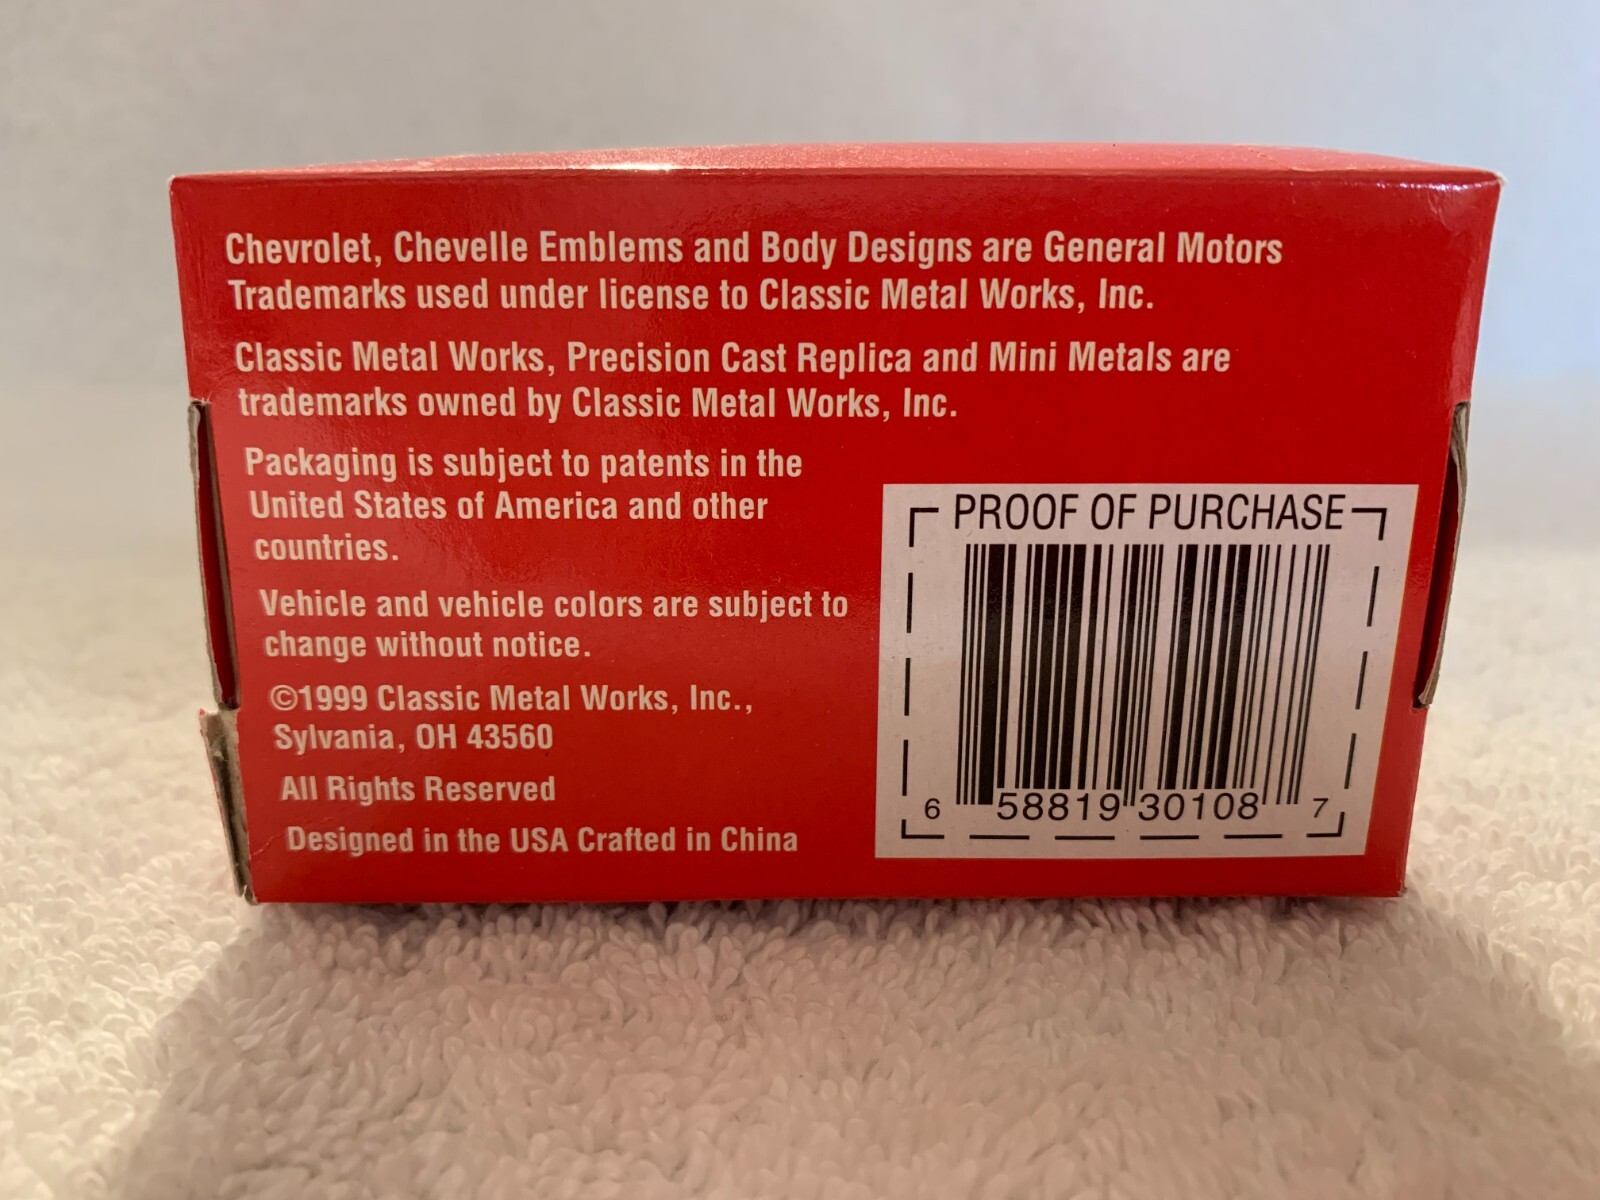 Chevrolet, Chevelle Emblems and Body Designs are General Motors
Trademarks used under license to Classic Metal Works, Inc.
Classic Metal Works, Precision Cast Replica and Mini Metals are
trademarks owned by Classic Metal Works, Inc.
Packaging is subject to patents in the
United States of America and other
countries.
Vehicle and vehicle colors are subject to
change without notice.
©1999 Classic Metal Works, Inc.,
Sylvania, OH 43560
All Rights Reserved
Designed in the USA Crafted in China
PROOF OF PURCHASE
6 58819 30108 7